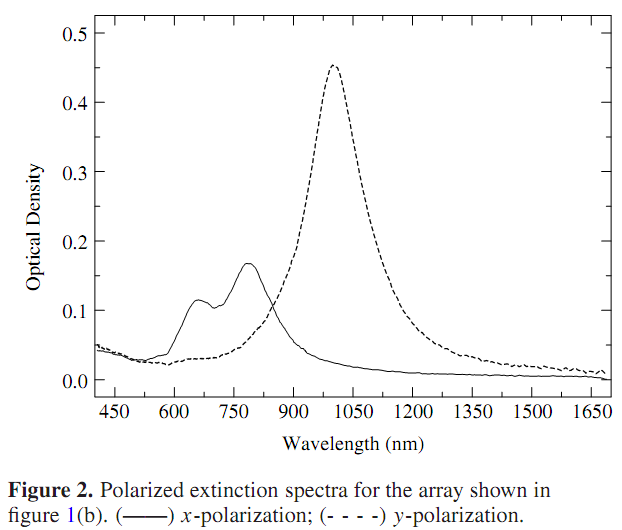 0.5
0.4
0.3
0.2
0.1
0.0
Optical Density
450 600 750 900 1050 1200 1350 1500 1650
Wavelength (nm)
Figure 2. Polarized extinction spectra for the array shown in
figure 1(b). (——) x-polarization; (- - - -) y-polarization.